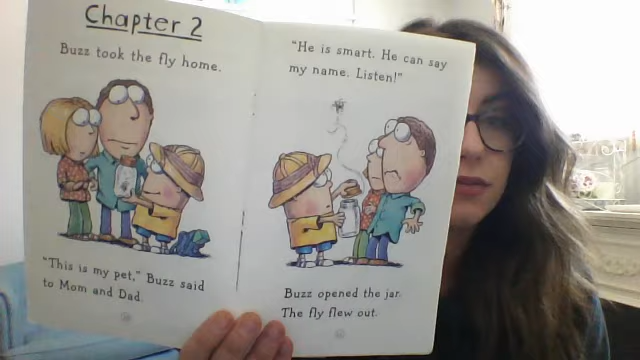 Chapter 2
Buzz took the fly home.
"This is my pet," Buzz said
to Mom and Dad.
"He is smart. He can say
my name. Listen!"
Buzz opened the jar.
The fly flew out.